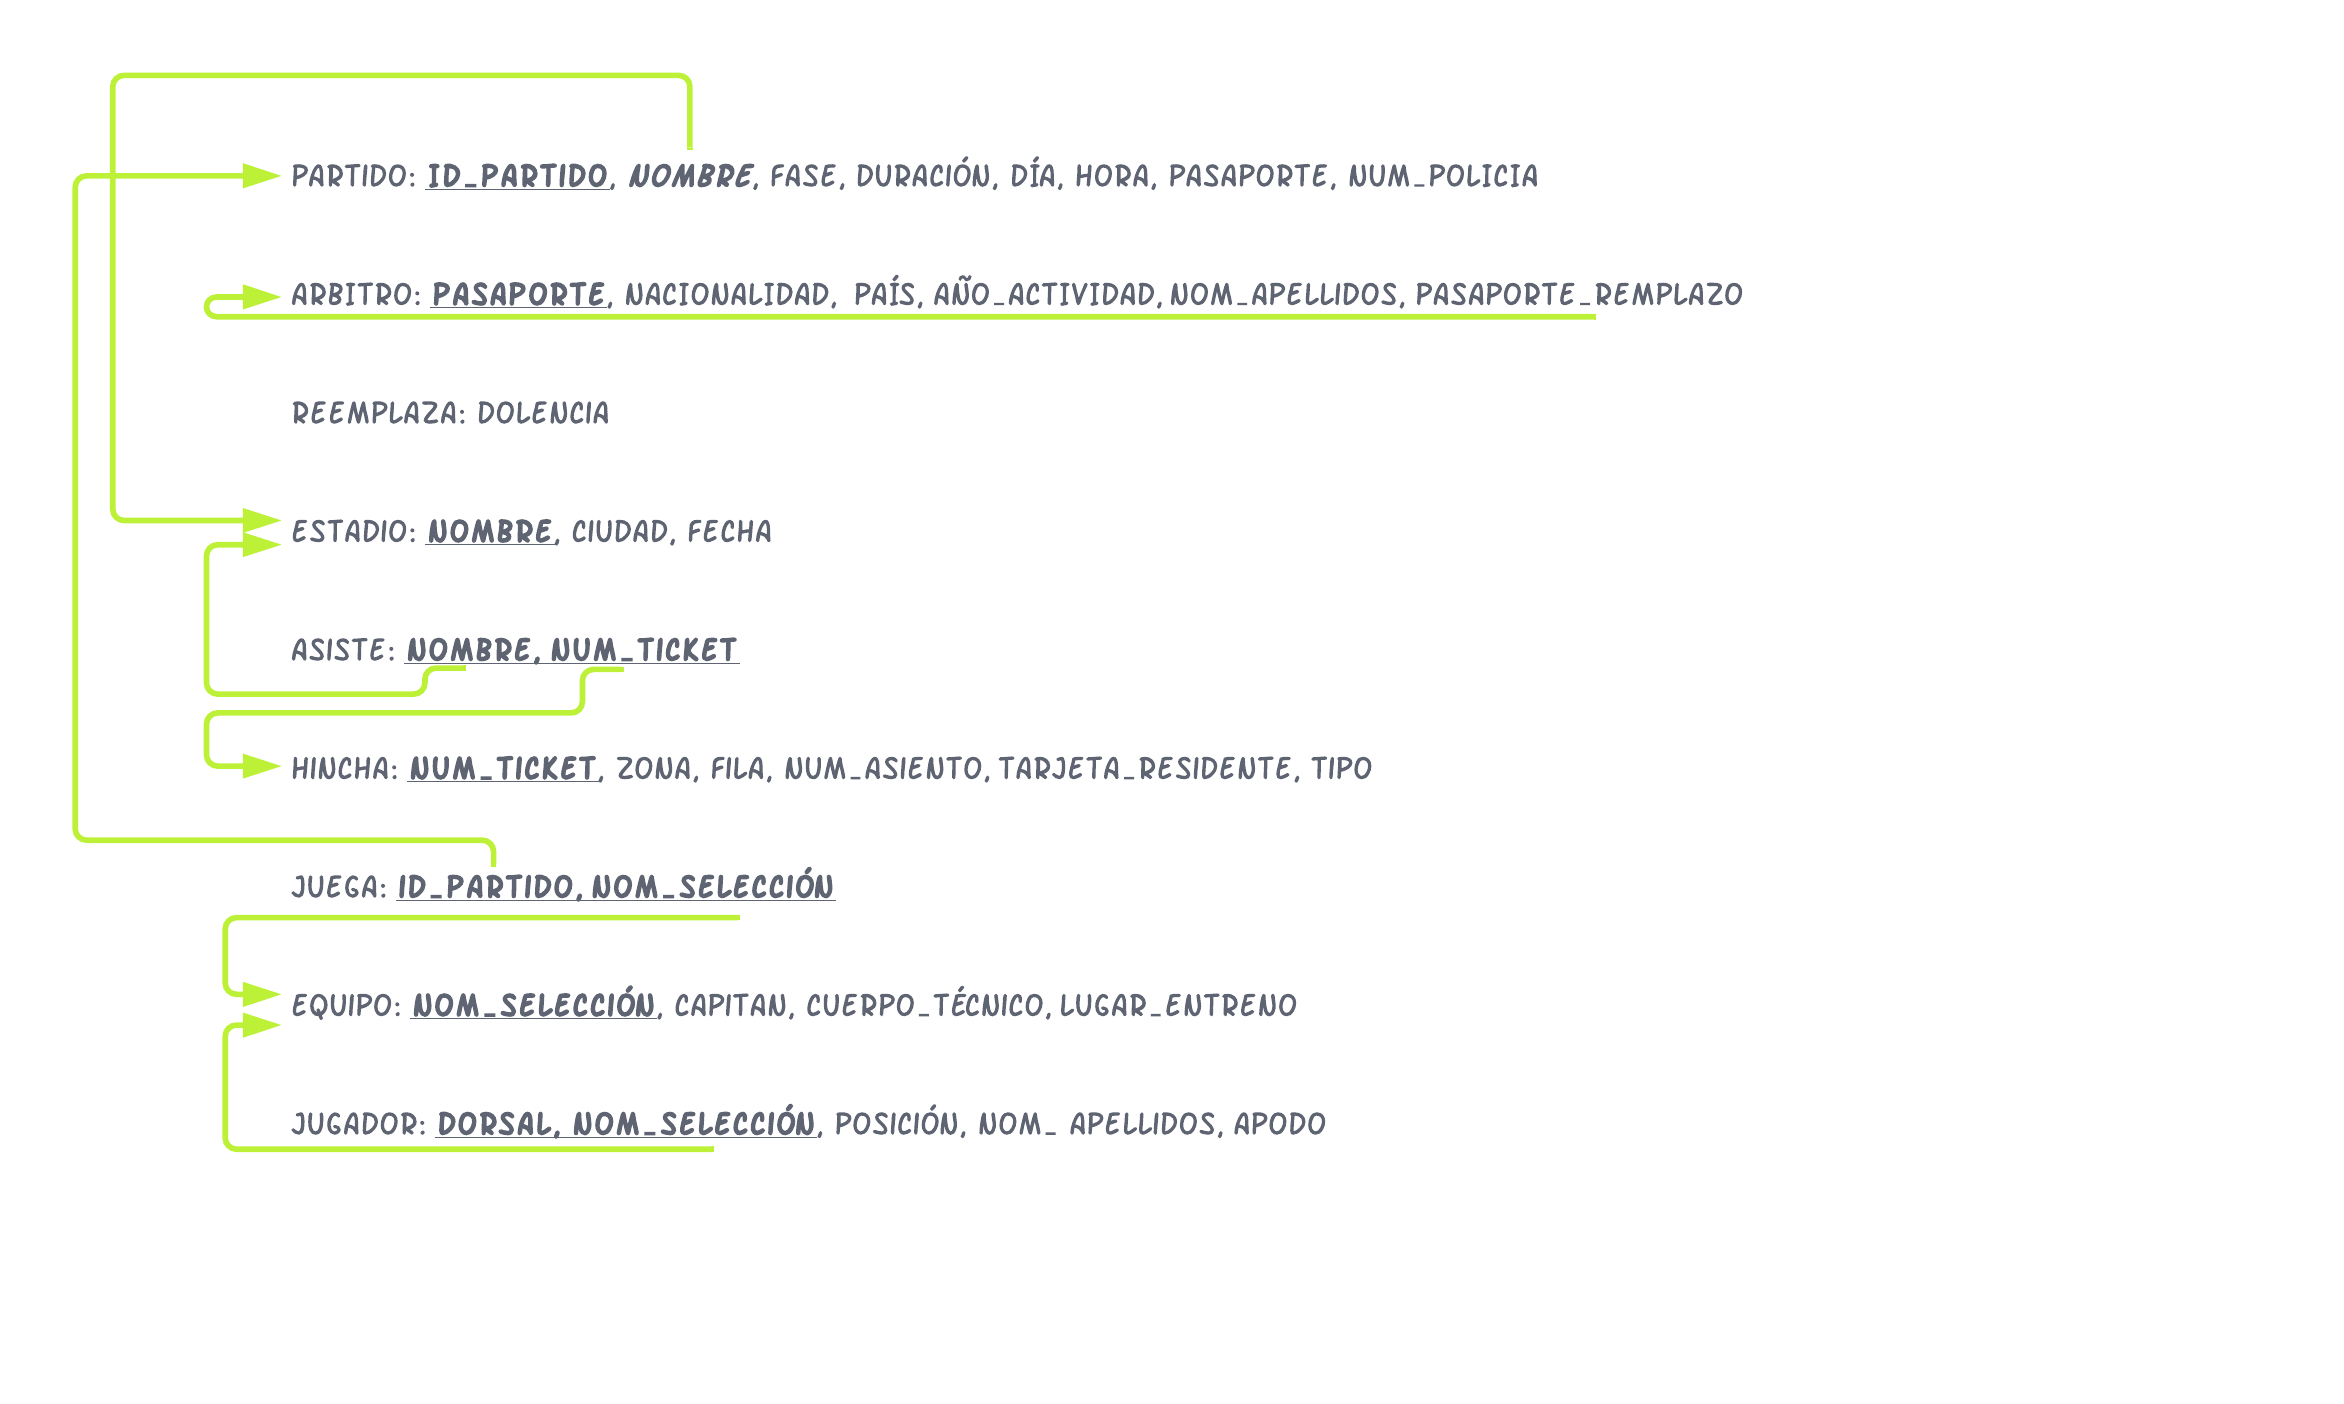 PARTIDO: ID_PARTIDO, NOMBRE, FASE, DURACIÓN, DÍA, HORA, PASAPORTE, NUM_POLICIA
ARBITRO: PASAPORTE, NACIONALIDAD, PAÍS, AÑO_ACTIVIDAD, NOM_APELLIDOS, PASAPORTE_REMPLAZO
REEMPLAZA: DOLENCIA
ESTADIO: NOMBRE, CIUDAD, FECHA
ASISTE: NOMBRE, NUM_TICKET
HINCHA: NUM_TICKET, ZONA, FILA, NUM_ASIENTO, TARJETA_RESIDENTE, TIPO
JUEGA: ID_PARTIDO, NOM_SELECCIÓN
EQUIPO: NOM_SELECCIÓN, CAPITAN, CUERPO_TÉCNICO, LUGAR_ENTRENO
JUGADOR: DORSAL, NOM_SELECCIÓN, POSICIÓN, NOM_ APELLIDOS, APODO